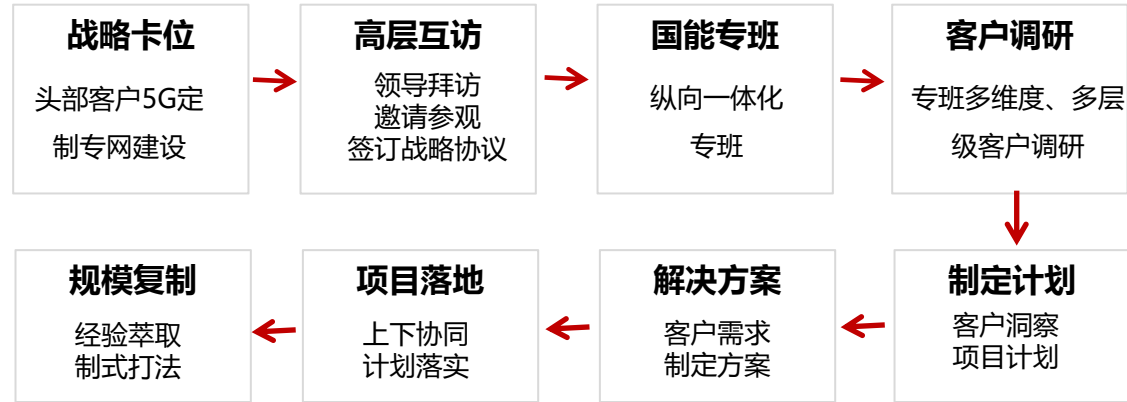 战略卡位
头部客户5G定
制专网建设
高层互访
领导拜访
邀请参观
签订战略协议
国能专班
纵向一体化
专班
客户调研
专班多维度、多层
级客户调研
制定计划
客户洞察
项目计划
解决方案
客户需求
制定方案
项目落地
上下协同
计划落实
规模复制
经验萃取
制式打法